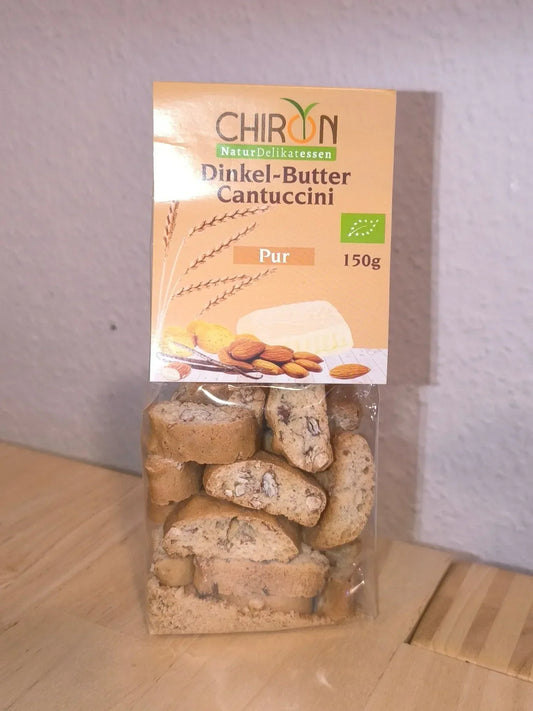 CHIRON
NaturDelikatessen
Dinkel-Butter
Cantuccini
Pur
150g